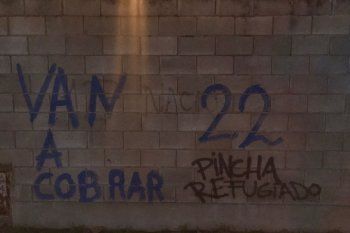 VAN
A
COBRAR
22
PINCHA
REFUGIADO